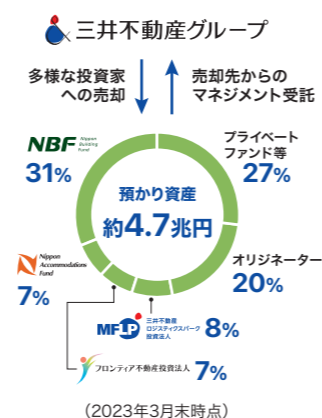 三井不動産グループ
多様な投資家
への売却
売却先からの
マネジメント受託
NBF
Nippon
Building
Fund
31%
プライベート
ファンド等
27%
預かり資産
約4.7兆円
Nippon
Accommodations
Fund
7%
オリジネーター
20%
MFLP
三井不動産
ロジスティクスパーク
投資法人
8%
フロンティア不動産投資法人
7%
(2023年3月末時点)